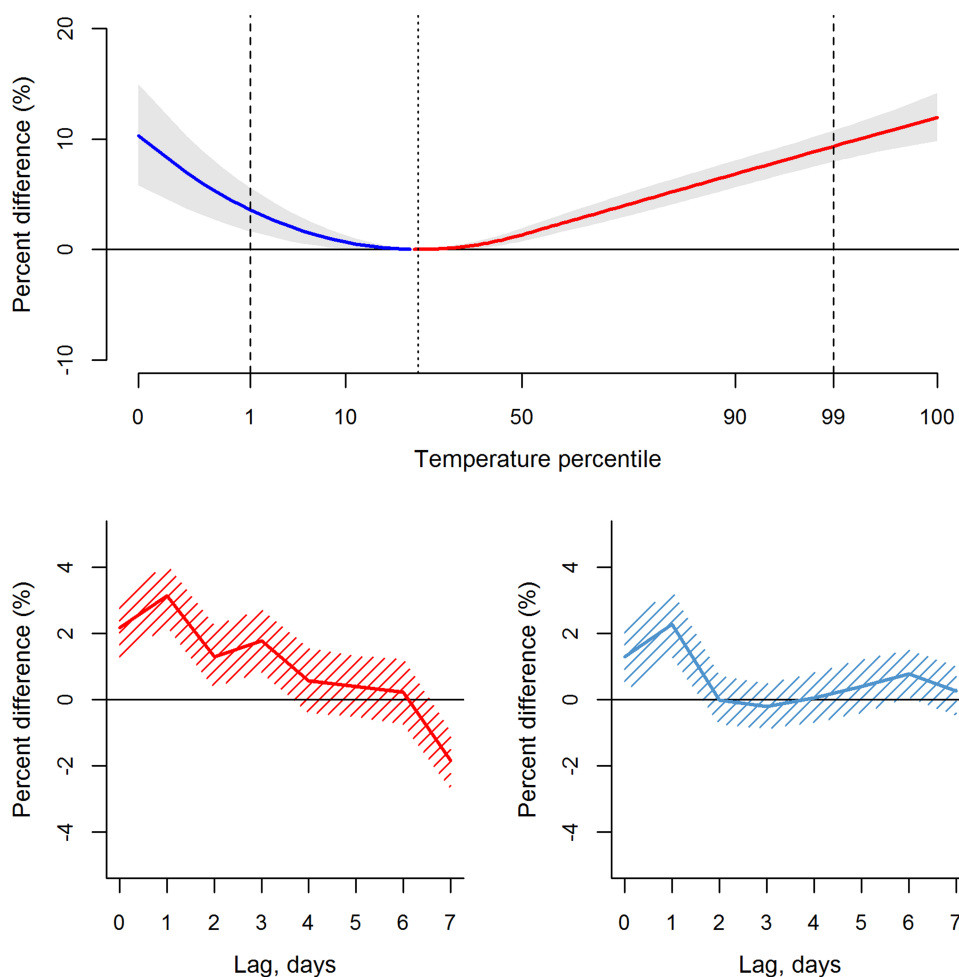 Percent difference (%)
20
10
0
-10
0 1 10 50 90 99 100
Temperature percentile
Percent difference (%)
4
2
0
-2
-4
0 1 2 3 4 5 6 7
Lag, days
Percent difference (%)
4
2
0
-2
-4
0 1 2 3 4 5 6 7
Lag, days